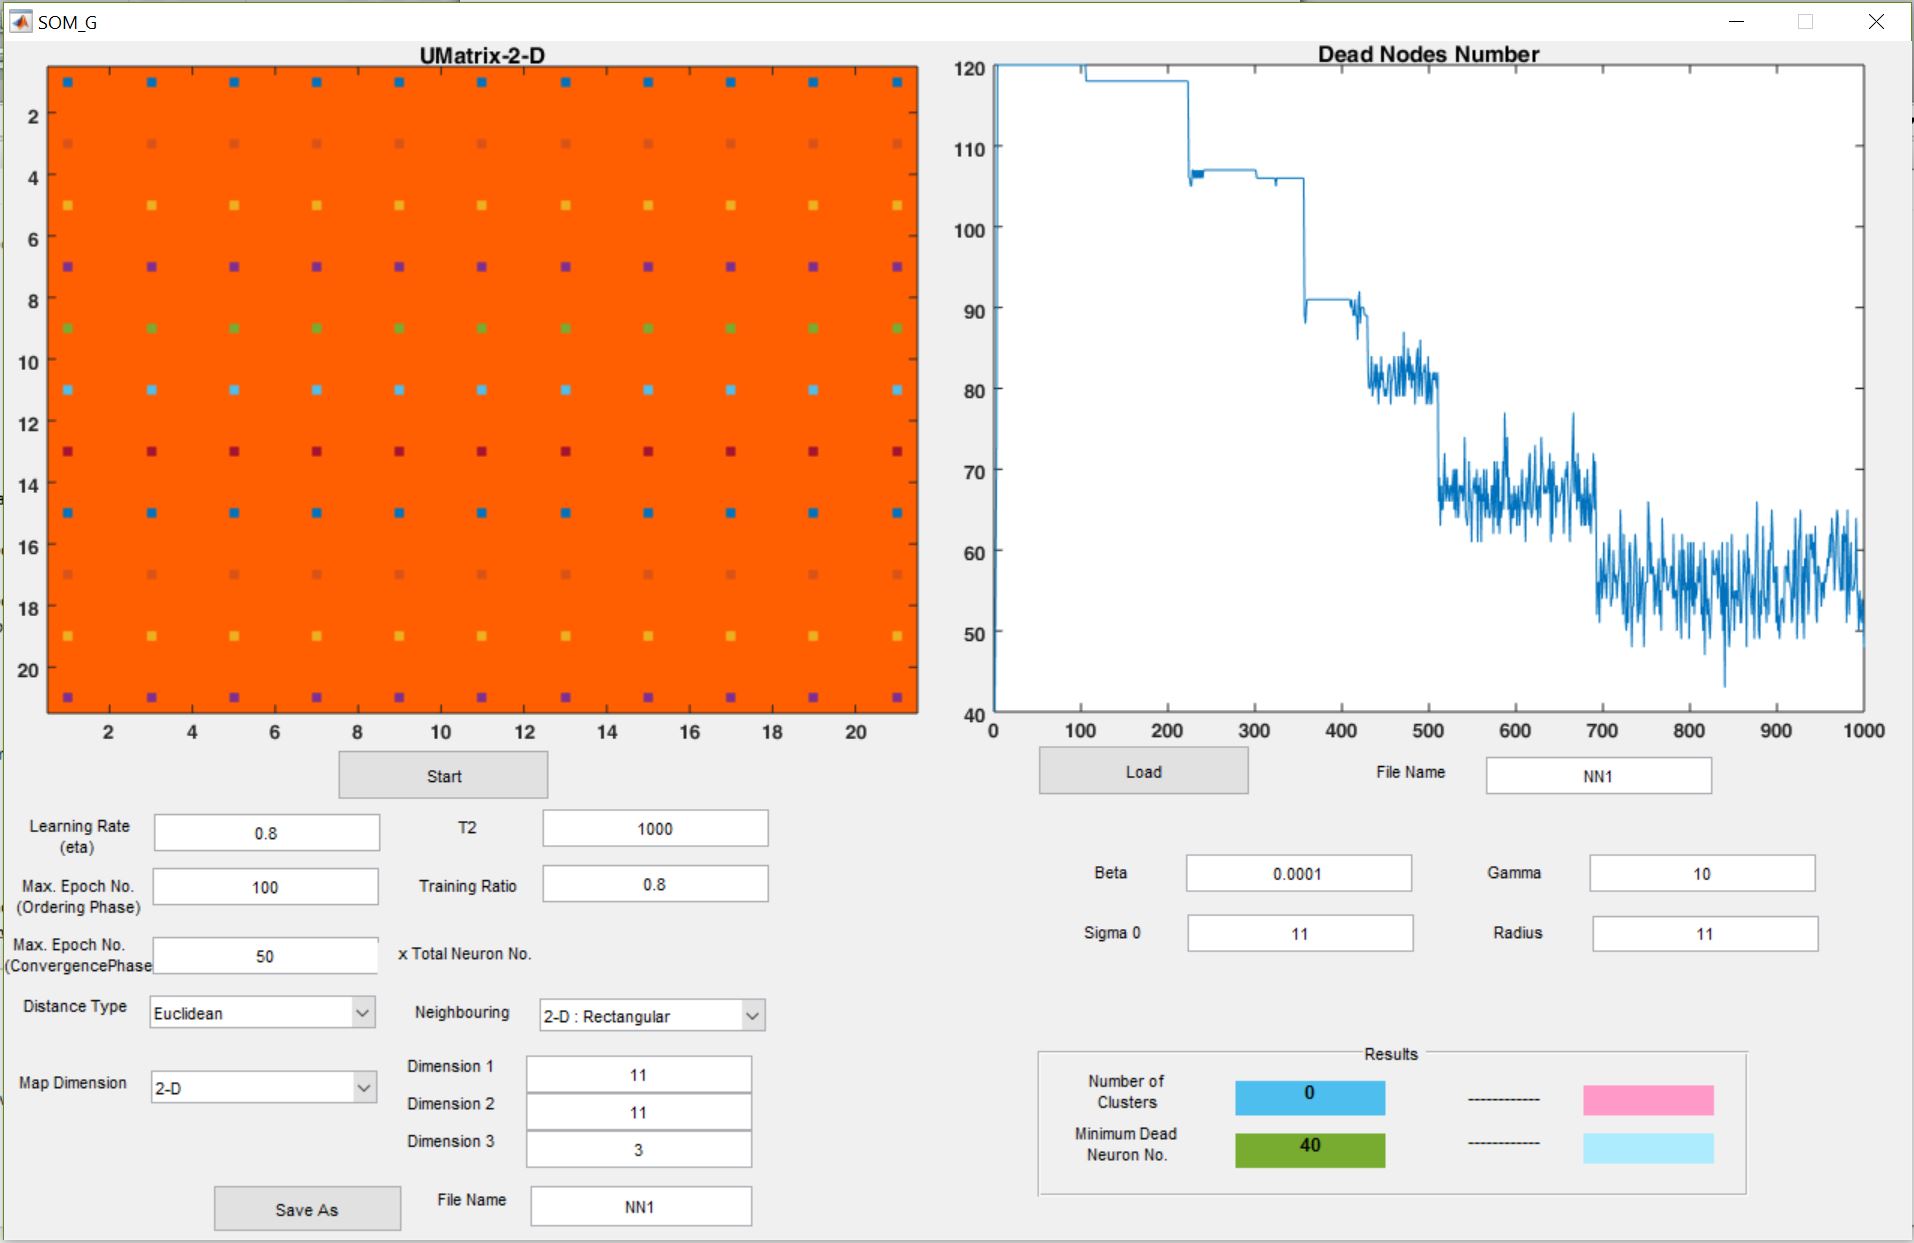 SOM_G
UMatrix-2-D
2
4
6
8
10
12
14
16
18
20
2 4 6 8 10 12 14 16 18 20
Dead Nodes Number
120
110
100
90
80
70
60
50
40
0 100 200 300 400 500 600 700 800 900 1000
Start
Load
File Name
NN1
Learning Rate
(eta)
0.8
T2
1000
Max. Epoch No.
(Ordering Phase)
100
Training Ratio
0.8
Max. Epoch No.
(ConvergencePhase
50
x Total Neuron No.
Distance Type
Euclidean
Neighbouring
2-D : Rectangular
Map Dimension
2-D
Dimension 1
11
Dimension 2
11
Dimension 3
3
Save As
File Name
NN1
Beta
0.0001
Gamma
10
Sigma 0
11
Radius
11
Results
Number of
Clusters
0
------------
Minimum Dead
Neuron No.
40
------------